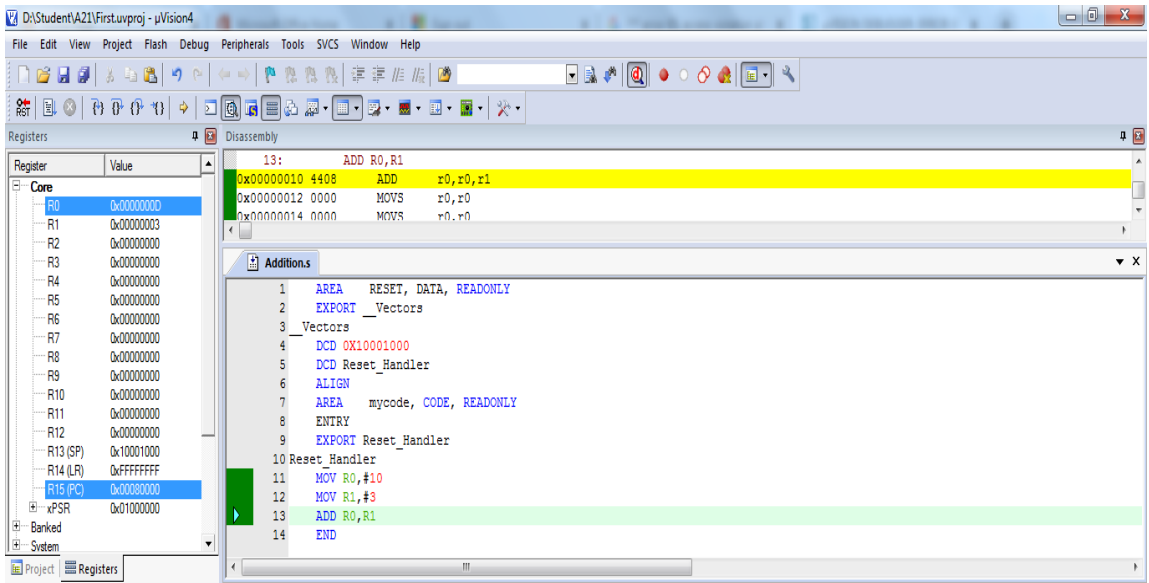 D:\Student\A21\First.uvproj - µVision4
File Edit View Project Flash Debug Peripherals Tools SVCS Window Help
RST
Registers
Register Value
Core
R0 0x0000000D
R1 0x00000003
R2 0x00000000
R3 0x00000000
R4 0x00000000
R5 0x00000000
R6 0x00000000
R7 0x00000000
R8 0x00000000
R9 0x00000000
R10 0x00000000
R11 0x00000000
R12 0x00000000
R13 (SP) 0x10001000
R14 (LR) 0xFFFFFFFF
R15 (PC) 0x00080000
xPSR 0x01000000
Banked
System
Project Registers
Disassembly
13: ADD R0,R1
0x00000010 4408 ADD r0,r0,r1
0x00000012 0000 MOVS r0,r0
0x00000014 0000 MOVS r0,r0
Addition.s
1 AREA RESET, DATA, READONLY
2 EXPORT __Vectors
3 __Vectors
4 DCD 0X10001000
5 DCD Reset_Handler
6 ALIGN
7 AREA mycode, CODE, READONLY
8 ENTRY
9 EXPORT Reset_Handler
10 Reset_Handler
11 MOV R0,#10
12 MOV R1,#3
13 ADD R0,R1
14 END